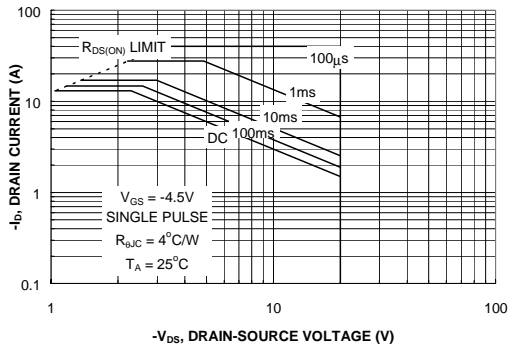 -I_D, DRAIN CURRENT (A)
100
10
1
0.1
R_DS(ON) LIMIT
100µs
1ms
10ms
100ms
DC
V_GS = -4.5V
SINGLE PULSE
R_θJC = 4°C/W
T_A = 25°C
1
10
100
-V_DS, DRAIN-SOURCE VOLTAGE (V)